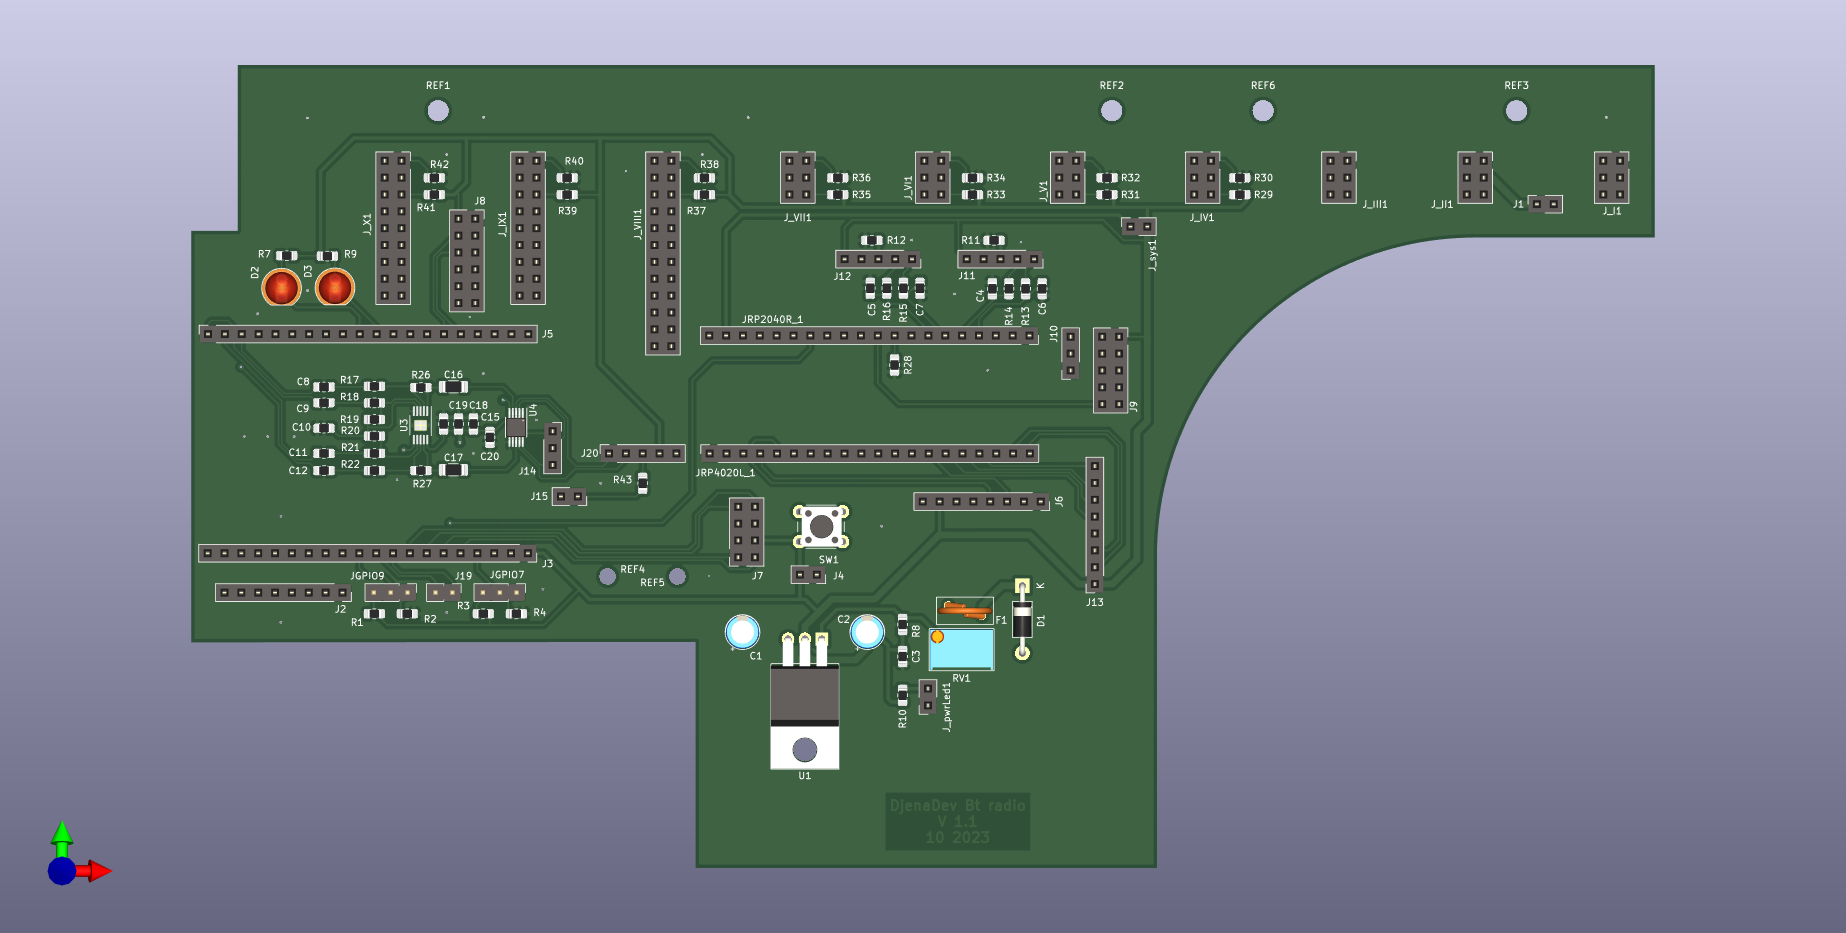 REF1
REF2
REF6
REF3
R42
R40
R38
R36
R34
R32
R30
R35
R33
R31
R29
R41
R39
R37
J8
J_X1
J_IX1
J_VIII1
J_VII1
J_VI1
J_V1
J_IV1
J_III1
J_II1
J1
J_I1
J_sys1
R7
R9
D2
D3
R12
R11
J12
J11
C5
R16
R15
C7
C4
R14
R13
C6
J5
JRP2040R_1
J10
R28
J9
C8
R17
R26
C16
C9
R18
R19
C19
C18
C15
U4
C10
R20
U3
C11
R21
C20
C12
R22
R27
C17
J14
J20
JRP4020L_1
R43
J15
J6
SW1
J3
J7
J4
REF4
REF5
JGPIO9
J19
JGPIO7
J2
R3
R4
R1
R2
J13
K
C2
R8
F1
D1
C1
C3
RV1
R10
J_pwrLed1
U1
DjenaDev Bt radio
V 1.1
10 2023